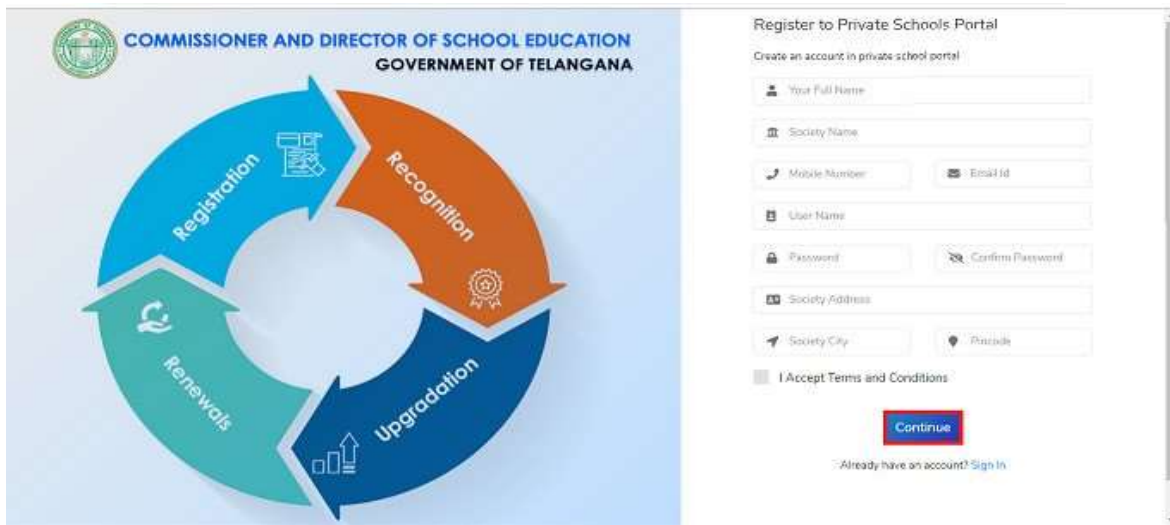 COMMISSIONER AND DIRECTOR OF SCHOOL EDUCATION
GOVERNMENT OF TELANGANA
Registration
Recognition
Upgradation
Renewals
Register to Private Schools Portal
Create an account in private school portal
Your Full Name
Society Name
Mobile Number
Email Id
User Name
Password
Confirm Password
Society Address
Society City
Pincode
I Accept Terms and Conditions
Continue
Already have an account? Sign In